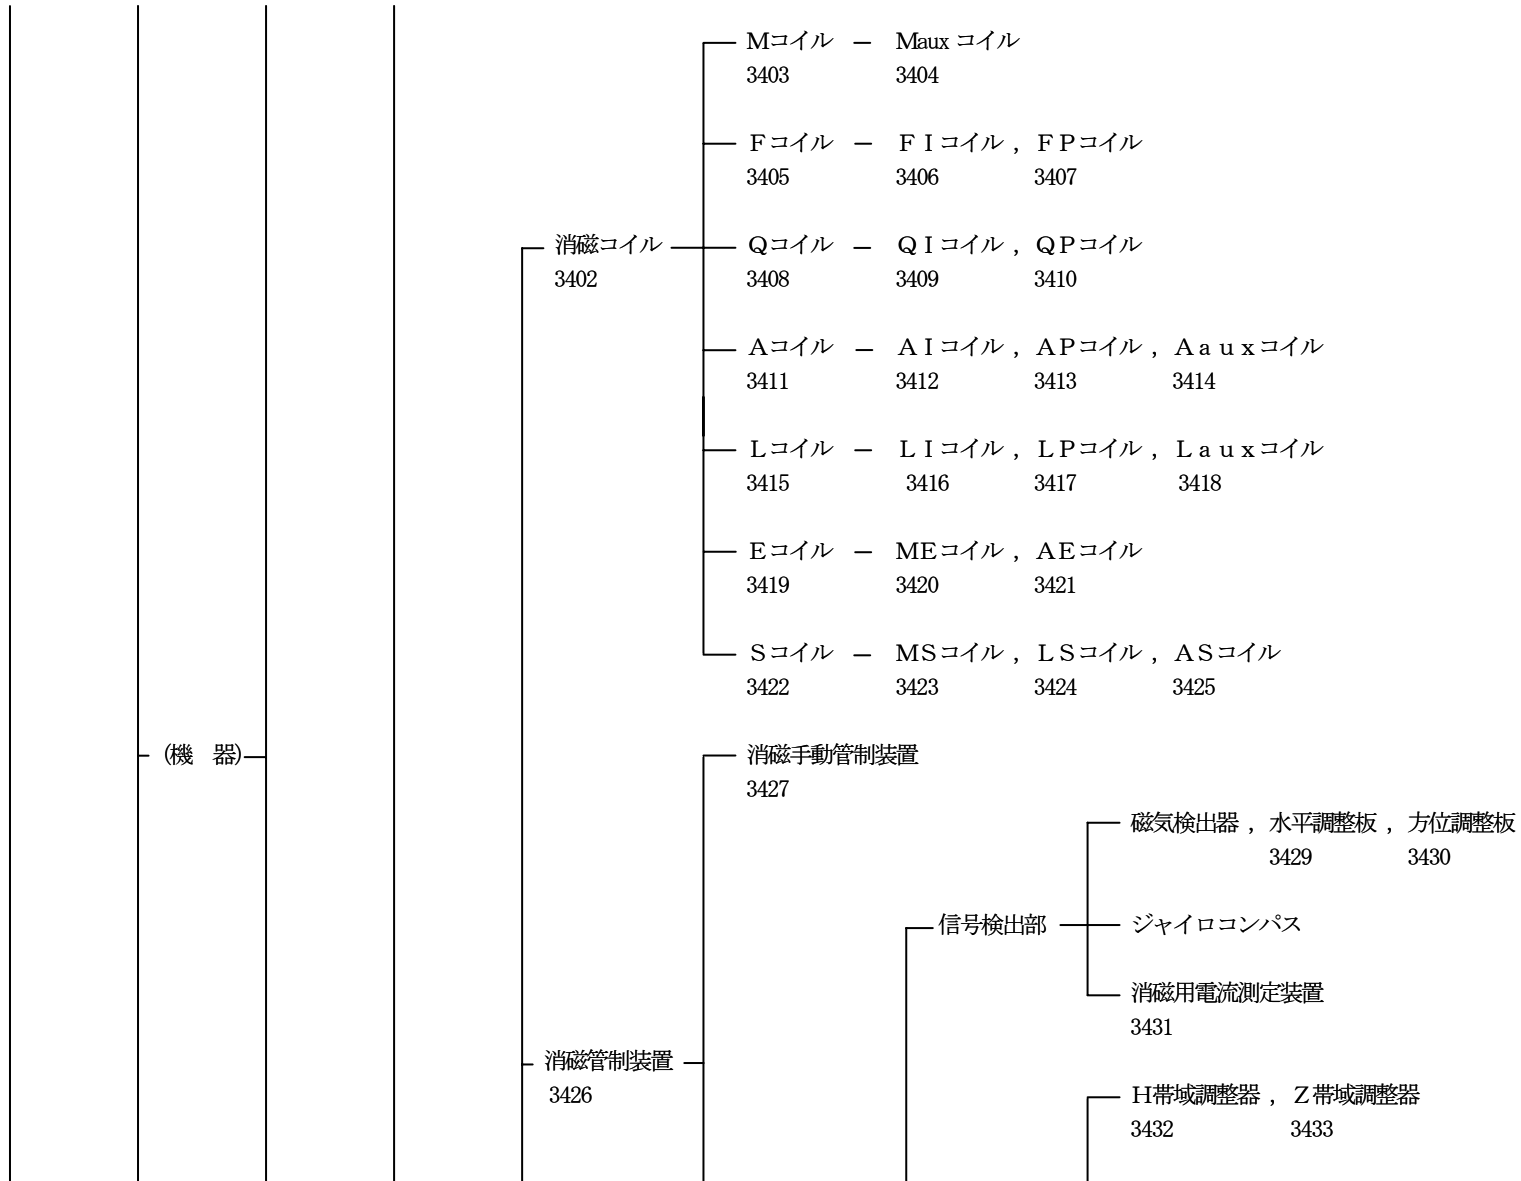 Mコイル － Maux コイル
3403 3404
Fコイル － ＦＩコイル ， ＦＰコイル
3405 3406 3407
消磁コイル Ｑコイル － ＱＩコイル ， ＱＰコイル
3402 3408 3409 3410
Ａコイル － ＡＩコイル ， ＡＰコイル ， Ａａｕｘコイル
3411 3412 3413 3414
Ｌコイル － ＬＩコイル ， ＬＰコイル ， Ｌａｕｘコイル
3415 3416 3417 3418
Ｅコイル － ＭＥコイル ， ＡＥコイル
3419 3420 3421
Ｓコイル － ＭＳコイル ， ＬＳコイル ， ＡＳコイル
3422 3423 3424 3425
(機　器) 消磁手動管制装置
3427
磁気検出器 ， 水平調整板 ， 方位調整板
3429 3430
信号検出部 ジャイロコンパス
消磁用電流測定装置
3431
消磁管制装置
3426
Ｈ帯域調整器 ， Ｚ帯域調整器
3432 3433